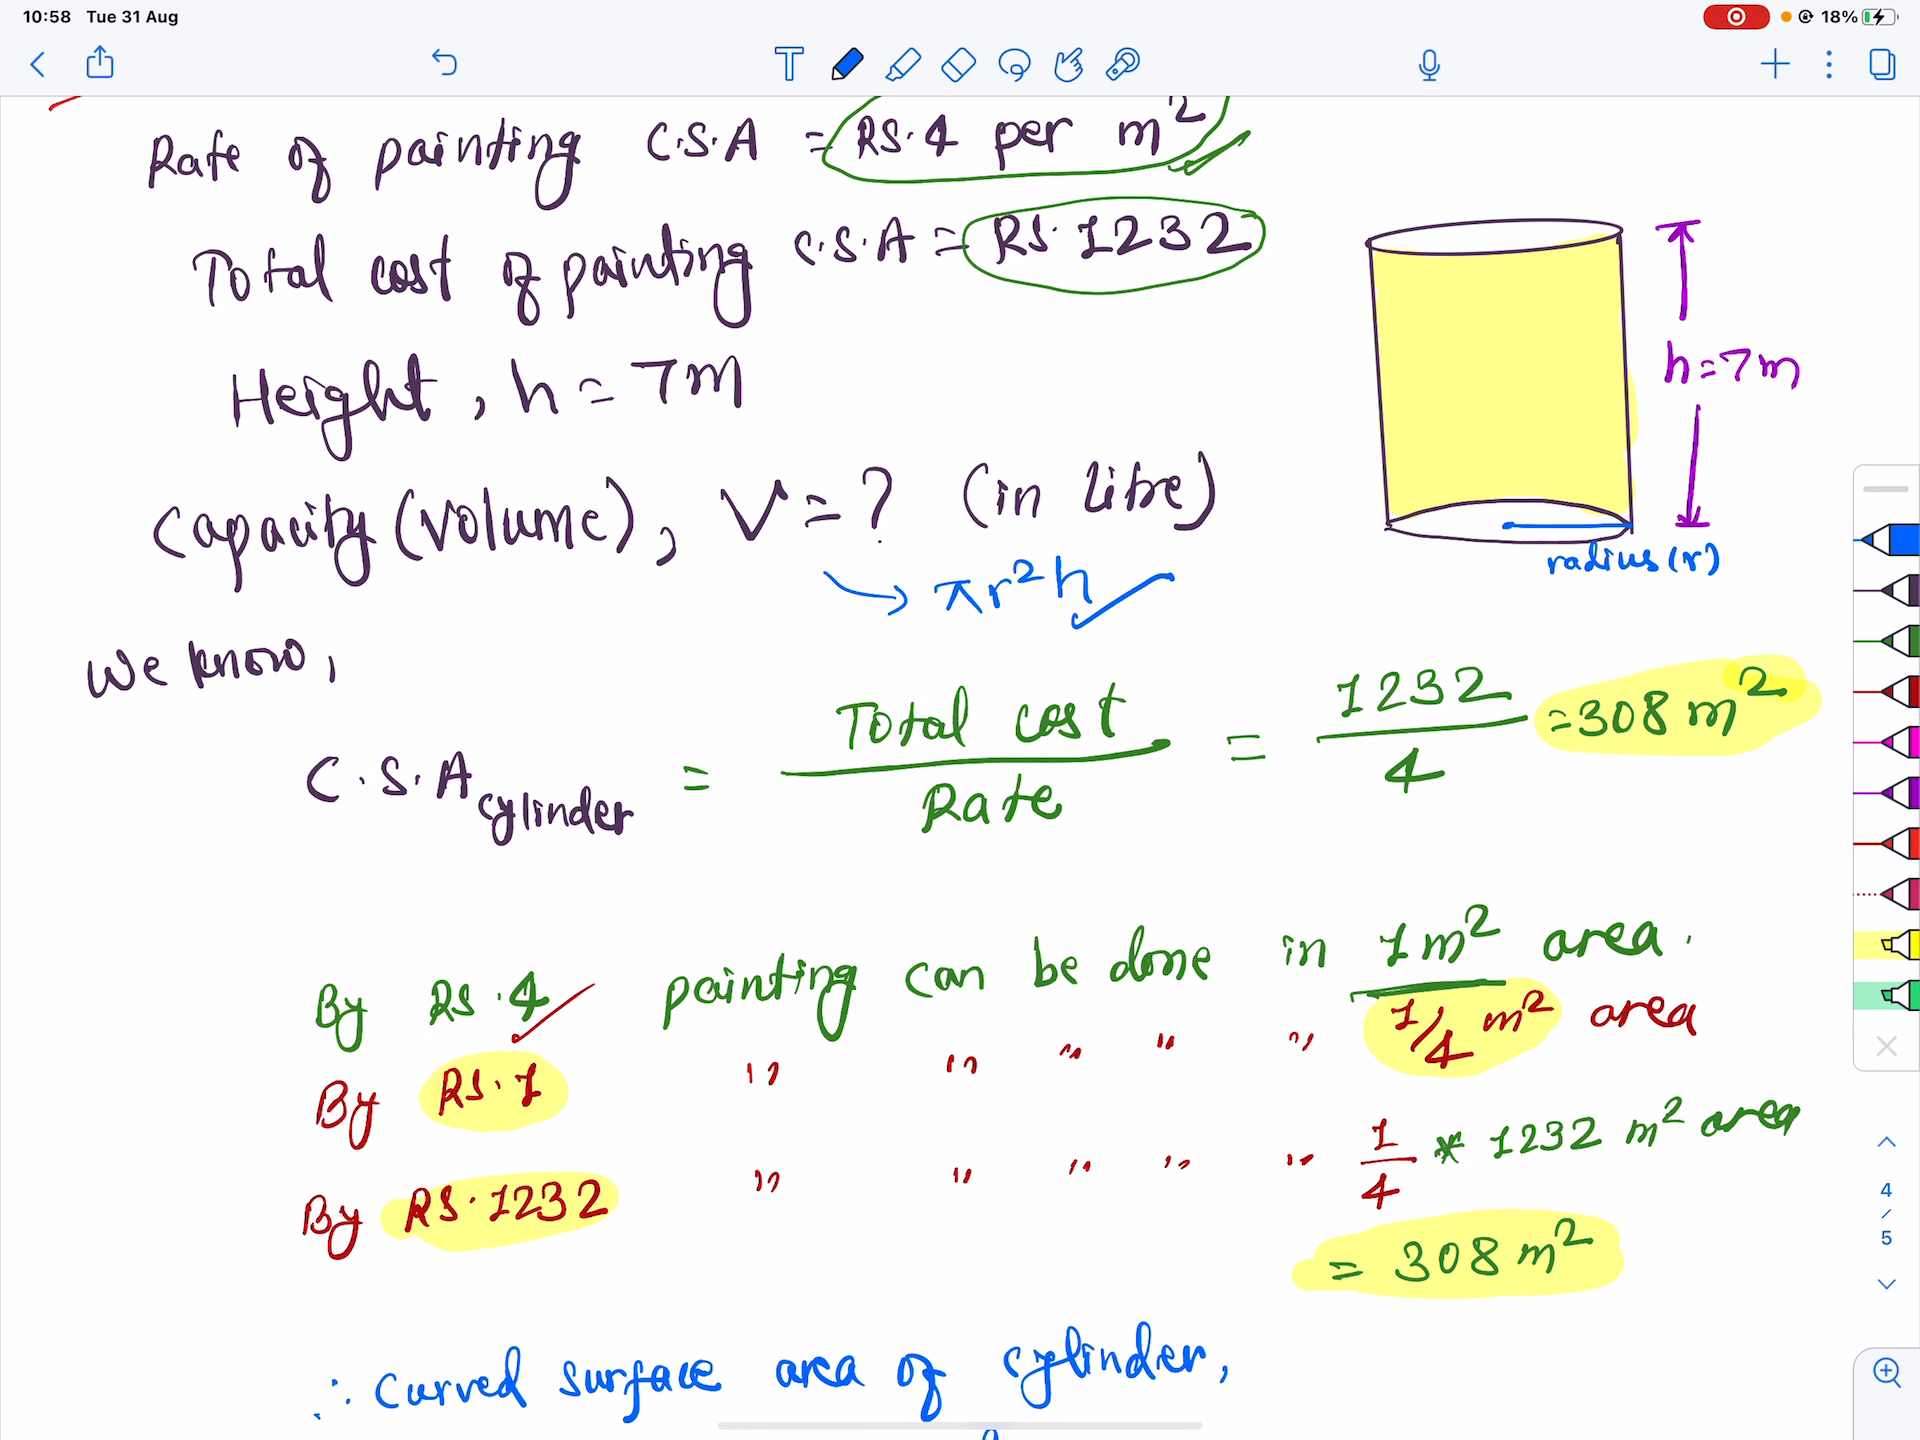 10:58 Tue 31 Aug
18%
Rate of painting C.S.A = RS.4 per m²
Total cost of painting C.S.A = RS.1232
Height, h = 7m
h=7m
Capacity (volume), V = ? (in litre)
→ πr²h
radius(r)
We know,
C.S.A cylinder = Total cost / Rate = 1232 / 4 = 308 m²
By RS.4 painting can be done in 1m² area.
By RS.1 " " " " " 1/4 m² area
By RS.1232 " " " " " 1/4 * 1232 m² area
= 308 m²
∴ Curved surface area of cylinder,
4 / 5